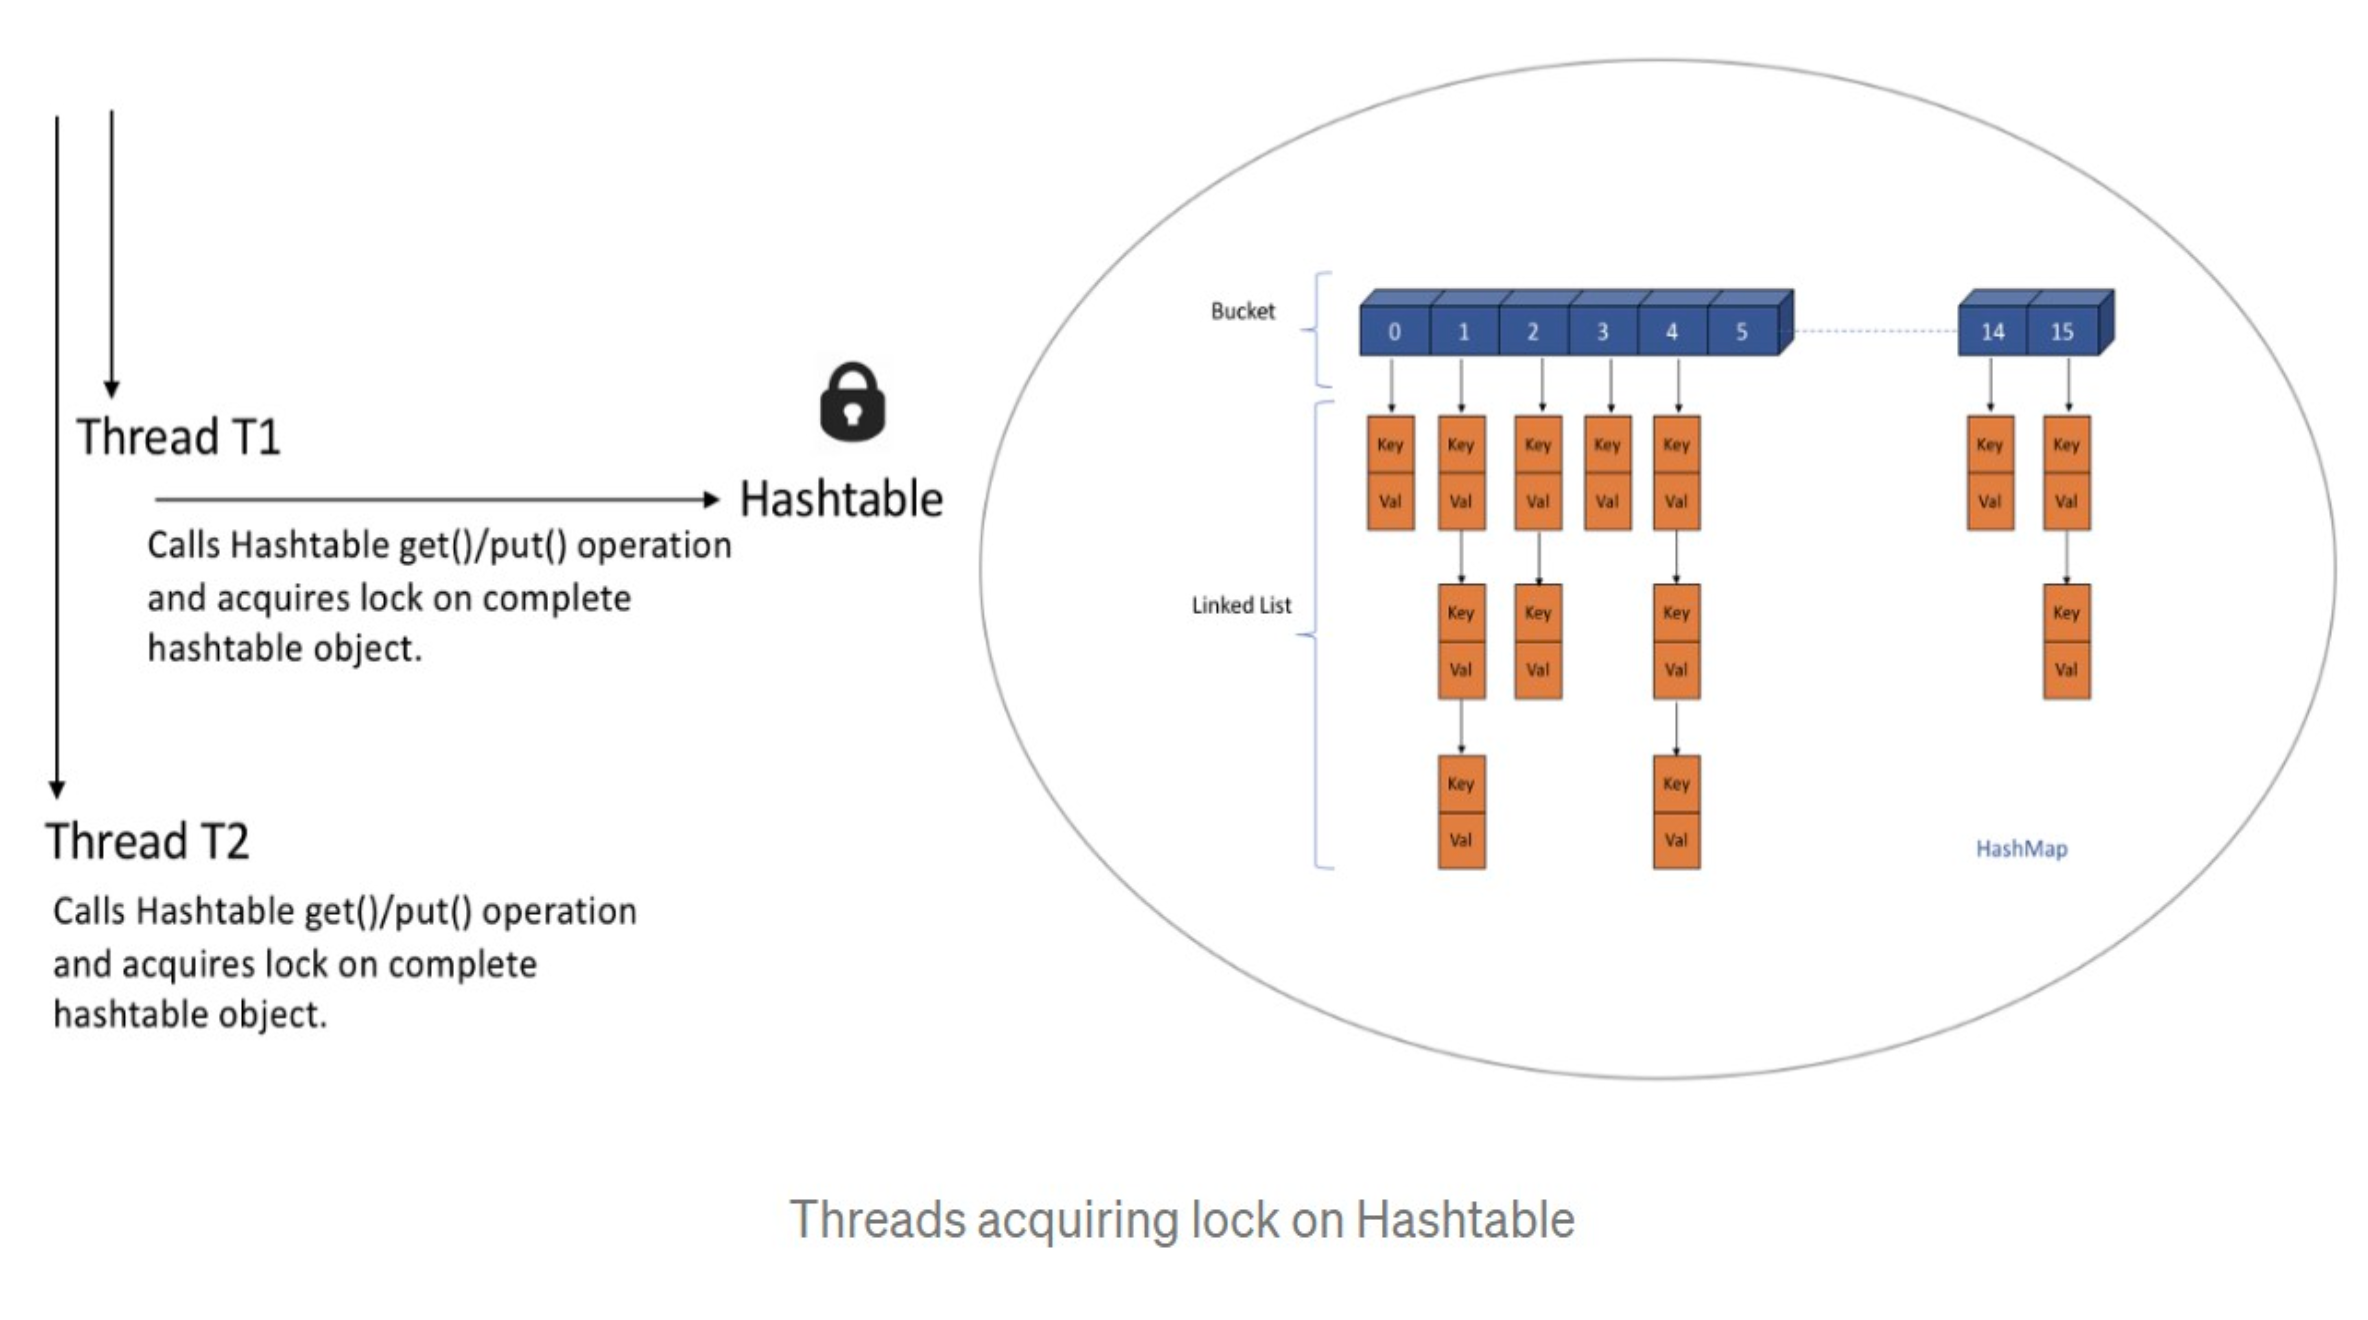 Thread T1
Hashtable
Calls Hashtable get()/put() operation
and acquires lock on complete
hashtable object.
Thread T2
Calls Hashtable get()/put() operation
and acquires lock on complete
hashtable object.
Bucket
0 1 2 3 4 5 14 15
Key Key Key Key Key Key Key
Val Val Val Val Val Val Val
Linked List
Key Key Key Key
Val Val Val Val
Key Key
Val Val
HashMap
Threads acquiring lock on Hashtable